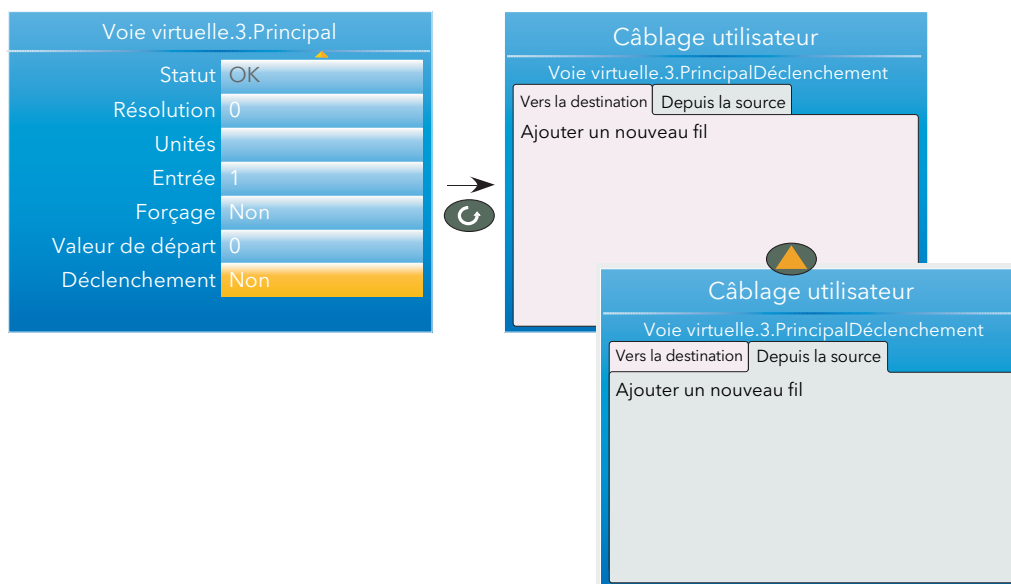 Voie virtuelle.3.Principal
Statut OK
Résolution 0
Unités
Entrée 1
Forçage Non
Valeur de départ 0
Déclenchement Non
Câblage utilisateur
Voie virtuelle.3.PrincipalDéclenchement
Vers la destination Depuis la source
Ajouter un nouveau fil
Câblage utilisateur
Voie virtuelle.3.PrincipalDéclenchement
Vers la destination Depuis la source
Ajouter un nouveau fil